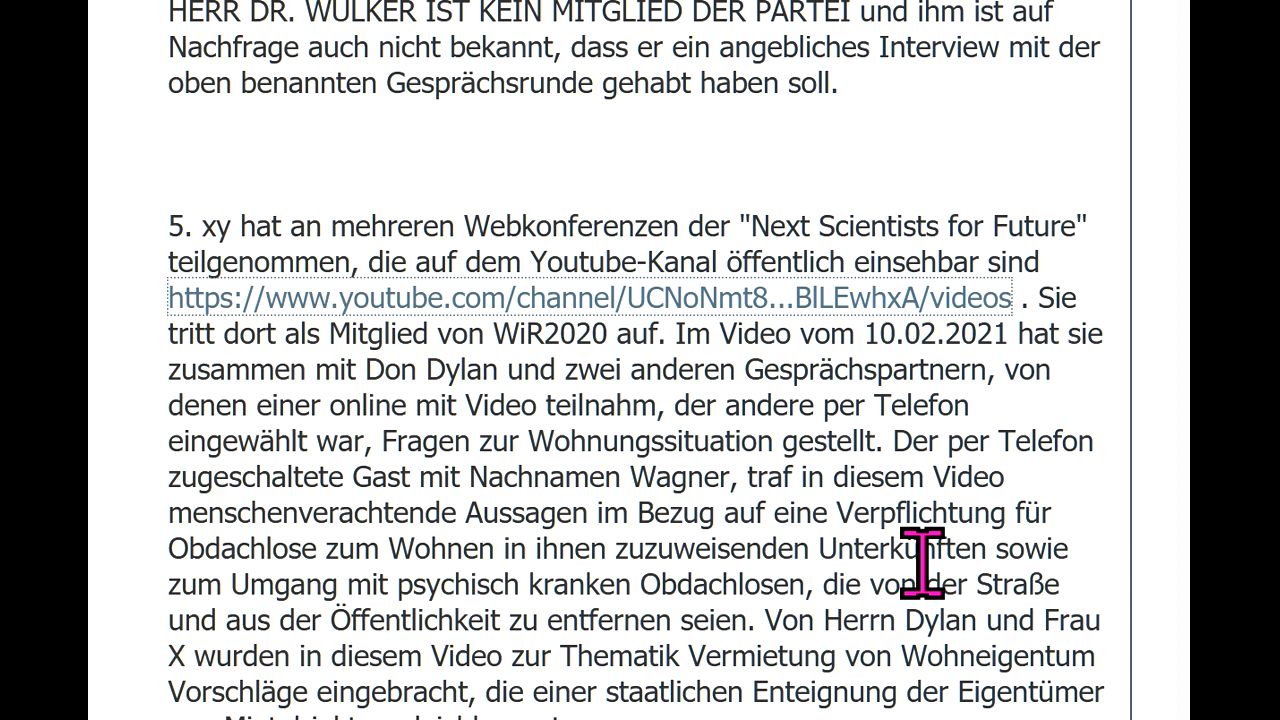 HERR DR. WÜLKER IST KEIN MITGLIED DER PARTEI und ihm ist auf
Nachfrage auch nicht bekannt, dass er ein angebliches Interview mit der
oben benannten Gesprächsrunde gehabt haben soll.
5. xy hat an mehreren Webkonferenzen der "Next Scientists for Future"
teilgenommen, die auf dem Youtube-Kanal öffentlich einsehbar sind
https://www.youtube.com/channel/UCNoNmt8...BlLEwhxA/videos . Sie
tritt dort als Mitglied von WiR2020 auf. Im Video vom 10.02.2021 hat sie
zusammen mit Don Dylan und zwei anderen Gesprächspartnern, von
denen einer online mit Video teilnahm, der andere per Telefon
eingewählt war, Fragen zur Wohnungssituation gestellt. Der per Telefon
zugeschaltete Gast mit Nachnamen Wagner, traf in diesem Video
menschenverachtende Aussagen im Bezug auf eine Verpflichtung für
Obdachlose zum Wohnen in ihnen zuzuweisenden Unterkünften sowie
zum Umgang mit psychisch kranken Obdachlosen, die von der Straße
und aus der Öffentlichkeit zu entfernen seien. Von Herrn Dylan und Frau
X wurden in diesem Video zur Thematik Vermietung von Wohneigentum
Vorschläge eingebracht, die einer staatlichen Enteignung der Eigentümer